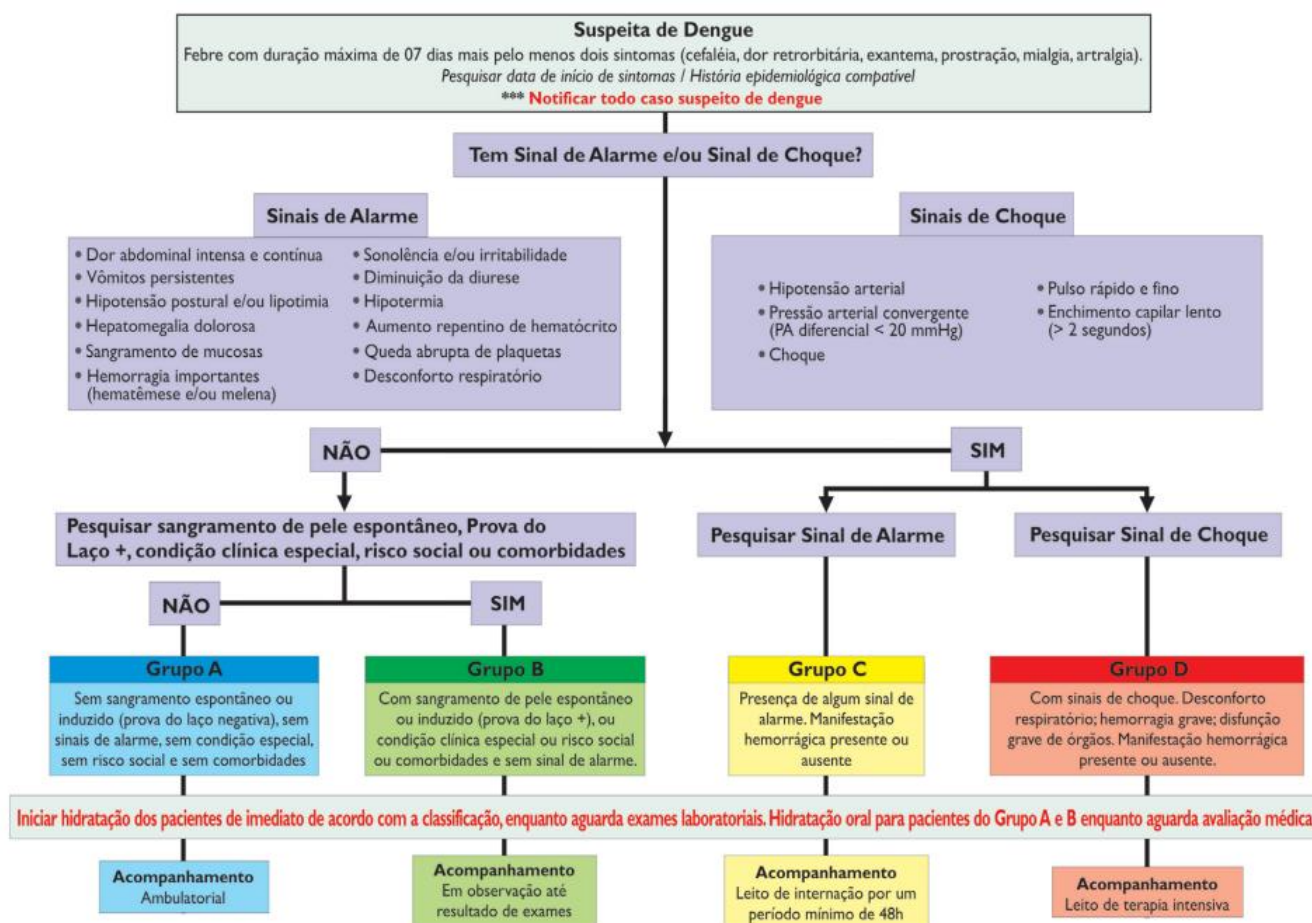 Suspeita de Dengue
Febre com duração máxima de 07 dias mais pelo menos dois sintomas (cefaléia, dor retrorbitária, exantema, prostração, mialgia, artralgia).
Pesquisar data de início de sintomas / História epidemiológica compatível
*** Notificar todo caso suspeito de dengue
Tem Sinal de Alarme e/ou Sinal de Choque?
Sinais de Alarme
• Dor abdominal intensa e contínua
• Vômitos persistentes
• Hipotensão postural e/ou lipotimia
• Hepatomegalia dolorosa
• Sangramento de mucosas
• Hemorragia importantes
(hematêmese e/ou melena)
• Sonolência e/ou irritabilidade
• Diminuição da diurese
• Hipotermia
• Aumento repentino de hematócrito
• Queda abrupta de plaquetas
• Desconforto respiratório
Sinais de Choque
• Hipotensão arterial
• Pressão arterial convergente
(PA diferencial < 20 mmHg)
• Choque
• Pulso rápido e fino
• Enchimento capilar lento
(> 2 segundos)
NÃO
SIM
Pesquisar sangramento de pele espontâneo, Prova do
Laço +, condição clínica especial, risco social ou comorbidades
Pesquisar Sinal de Alarme
Pesquisar Sinal de Choque
NÃO
SIM
Grupo A
Sem sangramento espontâneo ou
induzido (prova do laço negativa), sem
sinais de alarme, sem condição especial,
sem risco social e sem comorbidades
Grupo B
Com sangramento de pele espontâneo
ou induzido (prova do laço +), ou
condição clínica especial ou risco social
ou comorbidades e sem sinal de alarme.
Grupo C
Presença de algum sinal de
alarme. Manifestação
hemorrágica presente ou
ausente
Grupo D
Com sinais de choque. Desconforto
respiratório; hemorragia grave; disfunção
grave de órgãos. Manifestação hemorrágica
presente ou ausente.
Iniciar hidratação dos pacientes de imediato de acordo com a classificação, enquanto aguarda exames laboratoriais. Hidratação oral para pacientes do Grupo A e B enquanto aguarda avaliação médica
Acompanhamento
Ambulatorial
Acompanhamento
Em observação até
resultado de exames
Acompanhamento
Leito de internação por um
período mínimo de 48h
Acompanhamento
Leito de terapia intensiva